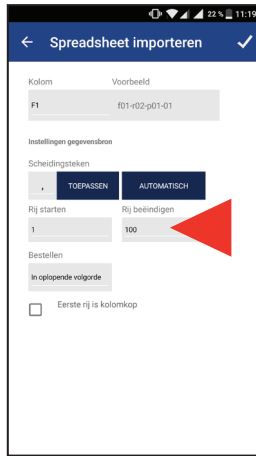 22 % 11:19
Spreadsheet importeren
Kolom Voorbeeld
F1 f01-r02-p01-01
Instellingen gegevensbron
Scheidingsteken
, TOEPASSEN AUTOMATISCH
Rij starten Rij beëindigen
1 100
Bestellen
In oplopende volgorde
Eerste rij is kolomkop